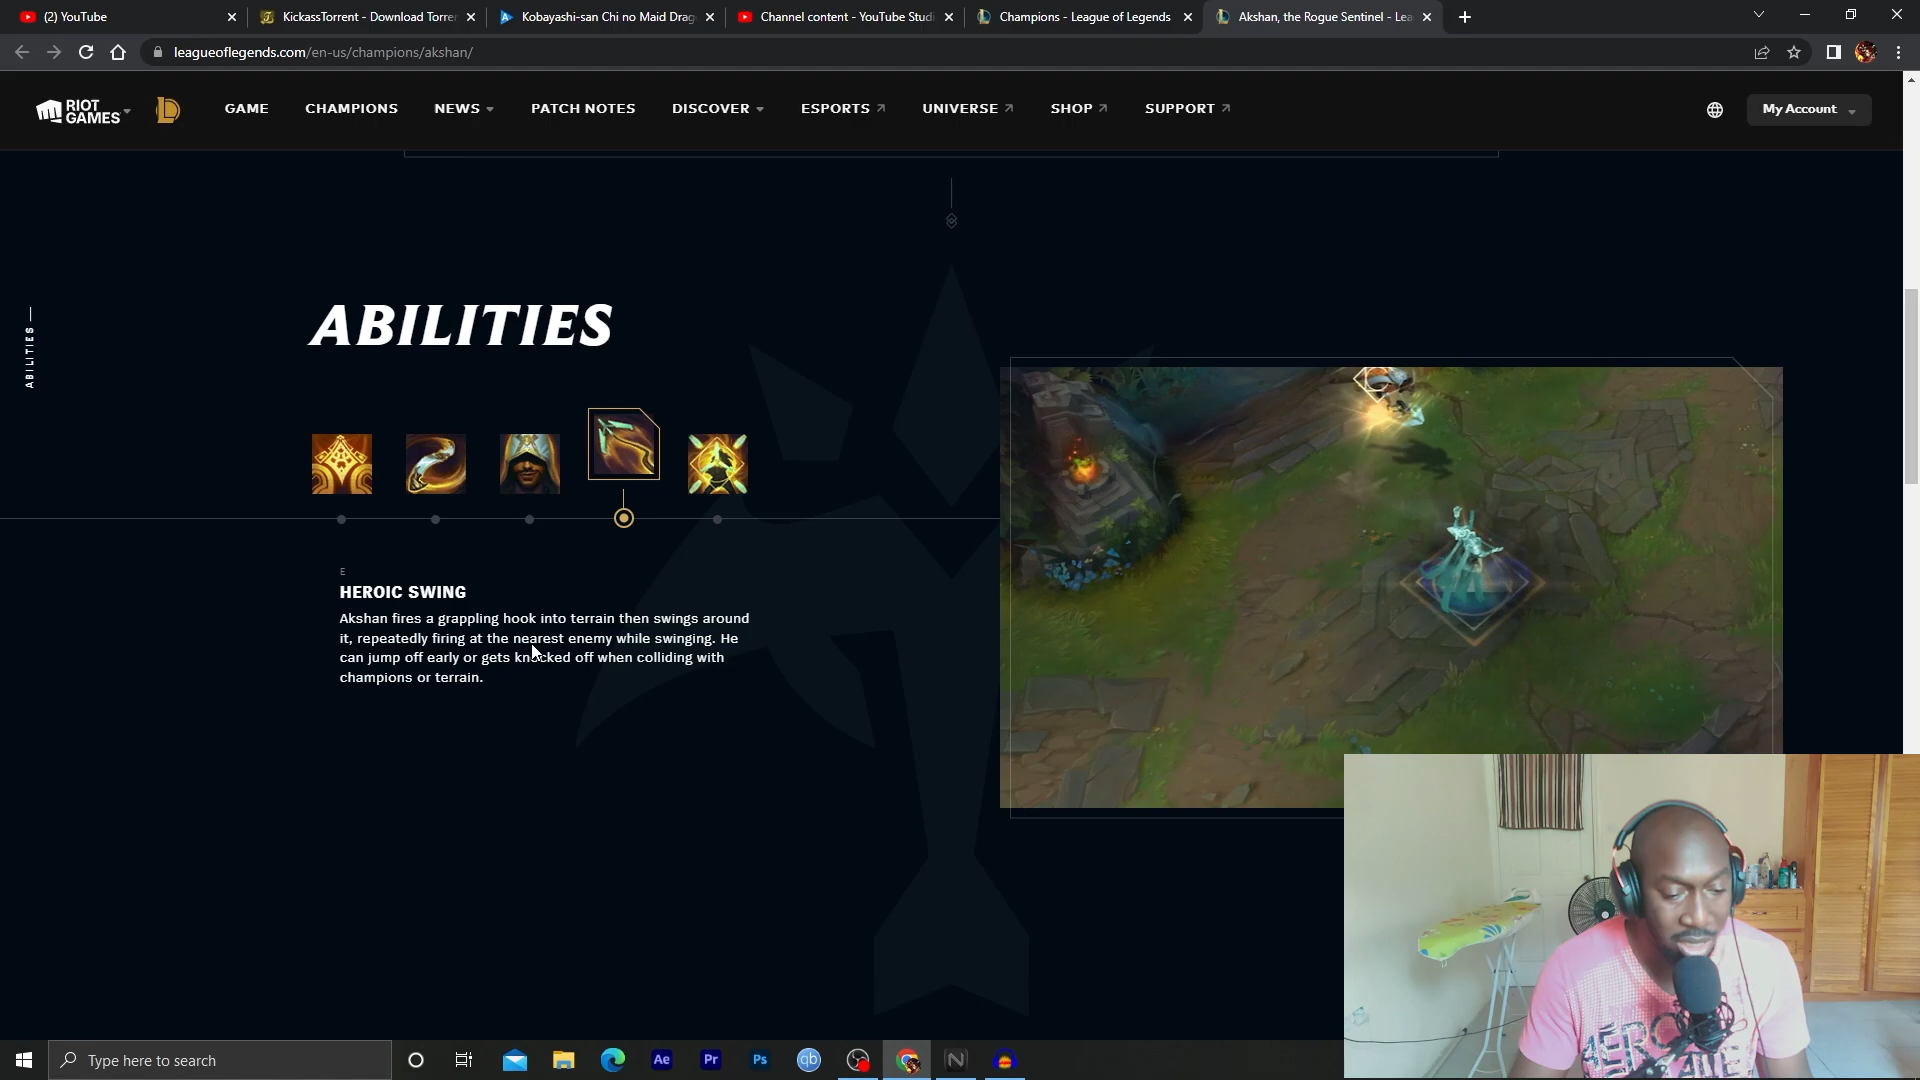 (2) YouTube
KickassTorrent - Download Torre
Kobayashi-san Chi no Maid Drag
Channel content - YouTube Studi
Champions - League of Legends
Akshan, the Rogue Sentinel - Lea
leagueoflegends.com/en-us/champions/akshan/
RIOT GAMES
GAME
CHAMPIONS
NEWS
PATCH NOTES
DISCOVER
ESPORTS
UNIVERSE
SHOP
SUPPORT
My Account
ABILITIES
ABILITIES
E
HEROIC SWING
Akshan fires a grappling hook into terrain then swings around
it, repeatedly firing at the nearest enemy while swinging. He
can jump off early or gets knocked off when colliding with
champions or terrain.
Type here to search
Ae
Pr
Ps
qb
N